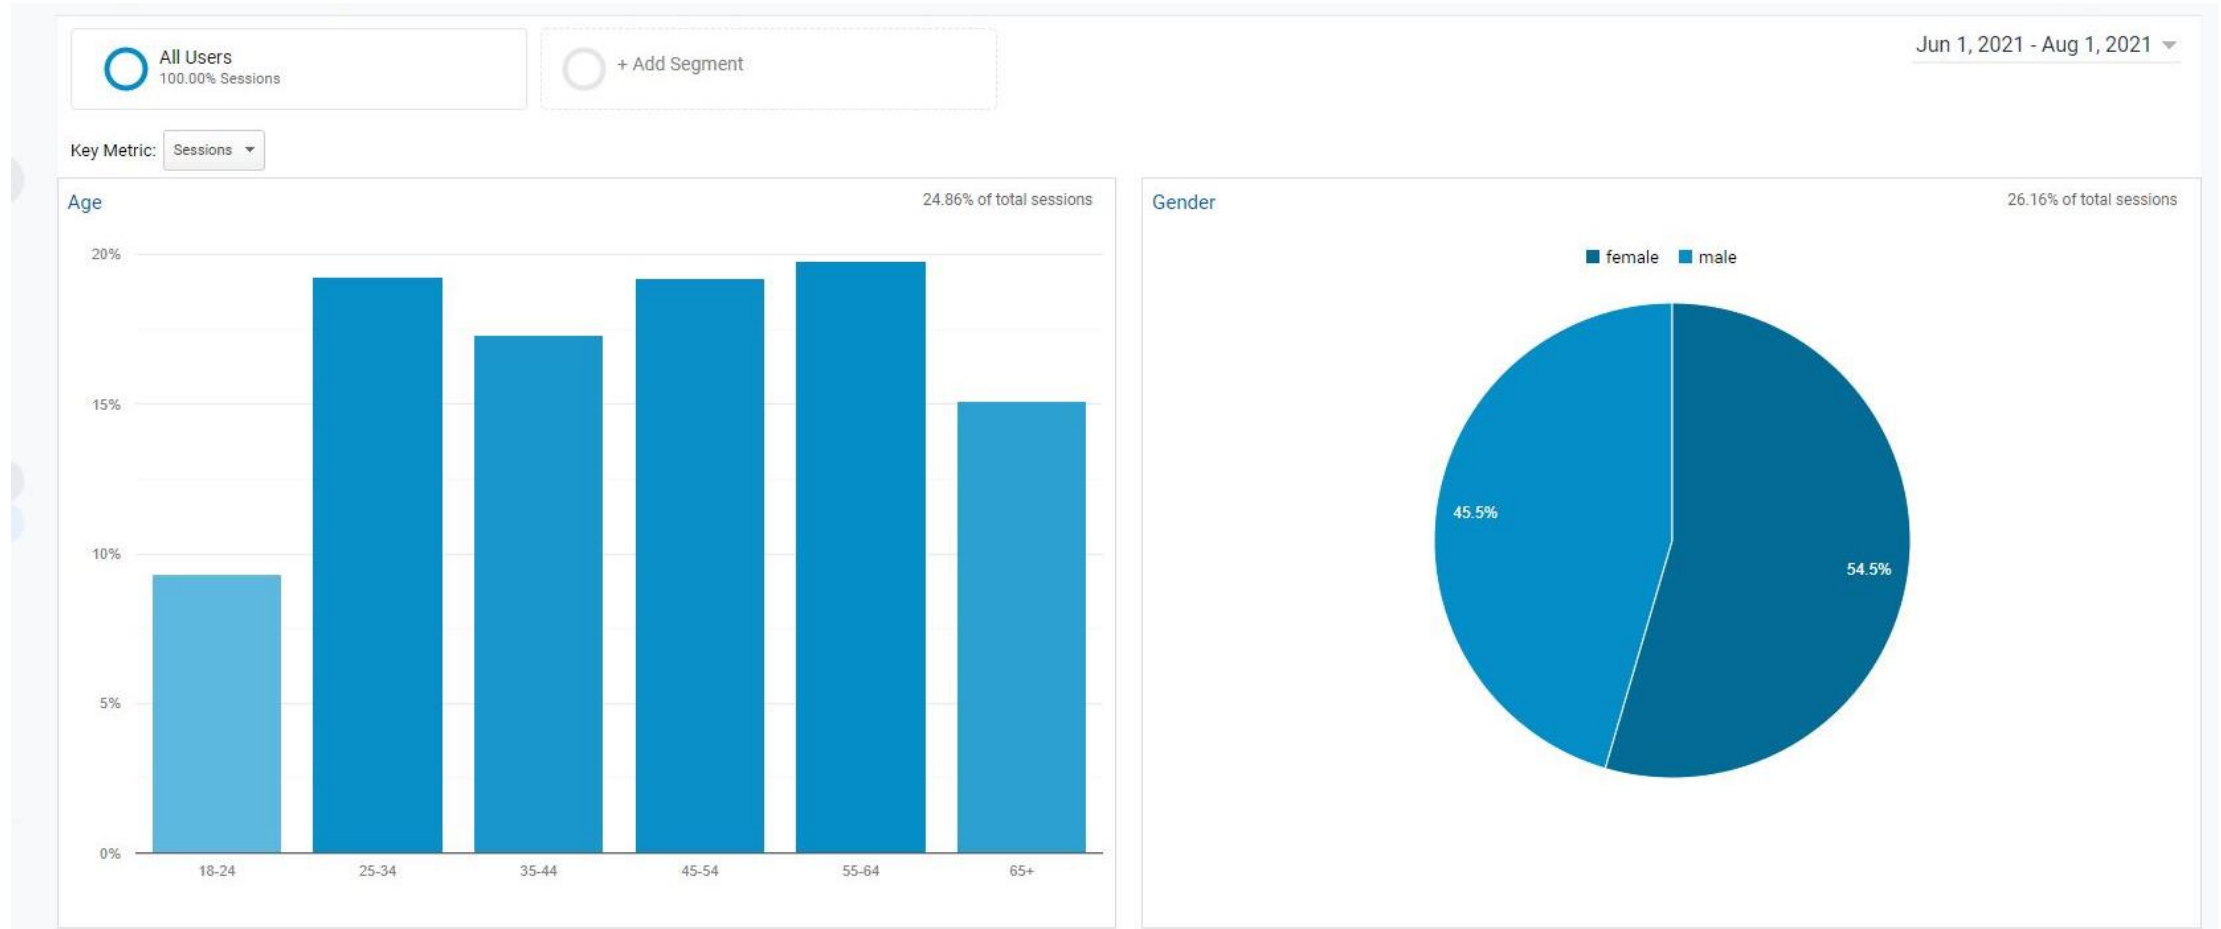 All Users
100.00% Sessions
+ Add Segment
Jun 1, 2021 - Aug 1, 2021
Key Metric: Sessions
Age
24.86% of total sessions
20%
15%
10%
5%
0%
18-24 25-34 35-44 45-54 55-64 65+
Gender
26.16% of total sessions
female male
45.5%
54.5%